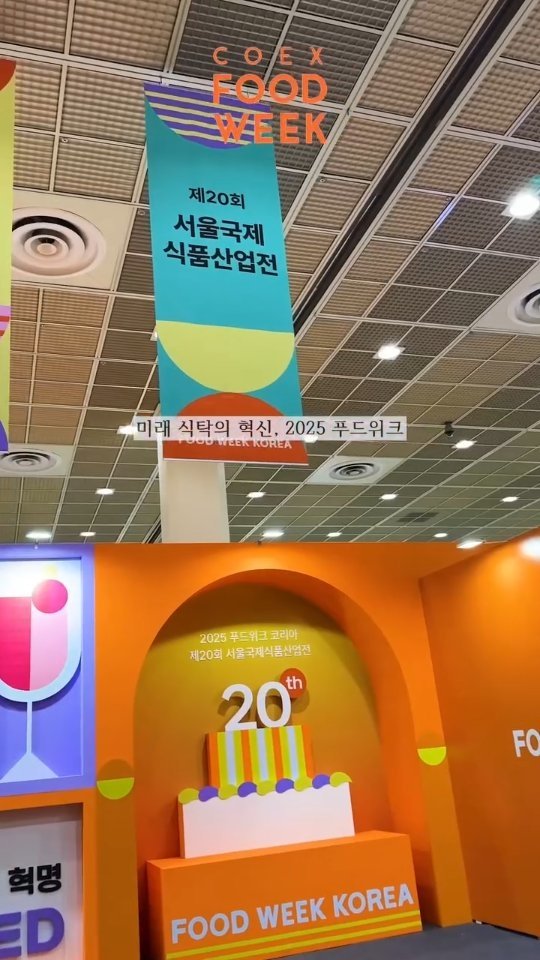 COEX
FOOD
WEEK
제20회
서울국제
식품산업전
미래 식탁의 혁신, 2025 푸드위크
FOOD WEEK KOREA
2025 푸드위크 코리아
제20회 서울국제식품산업전
20th
FO
혁명
ED
FOOD WEEK KOREA